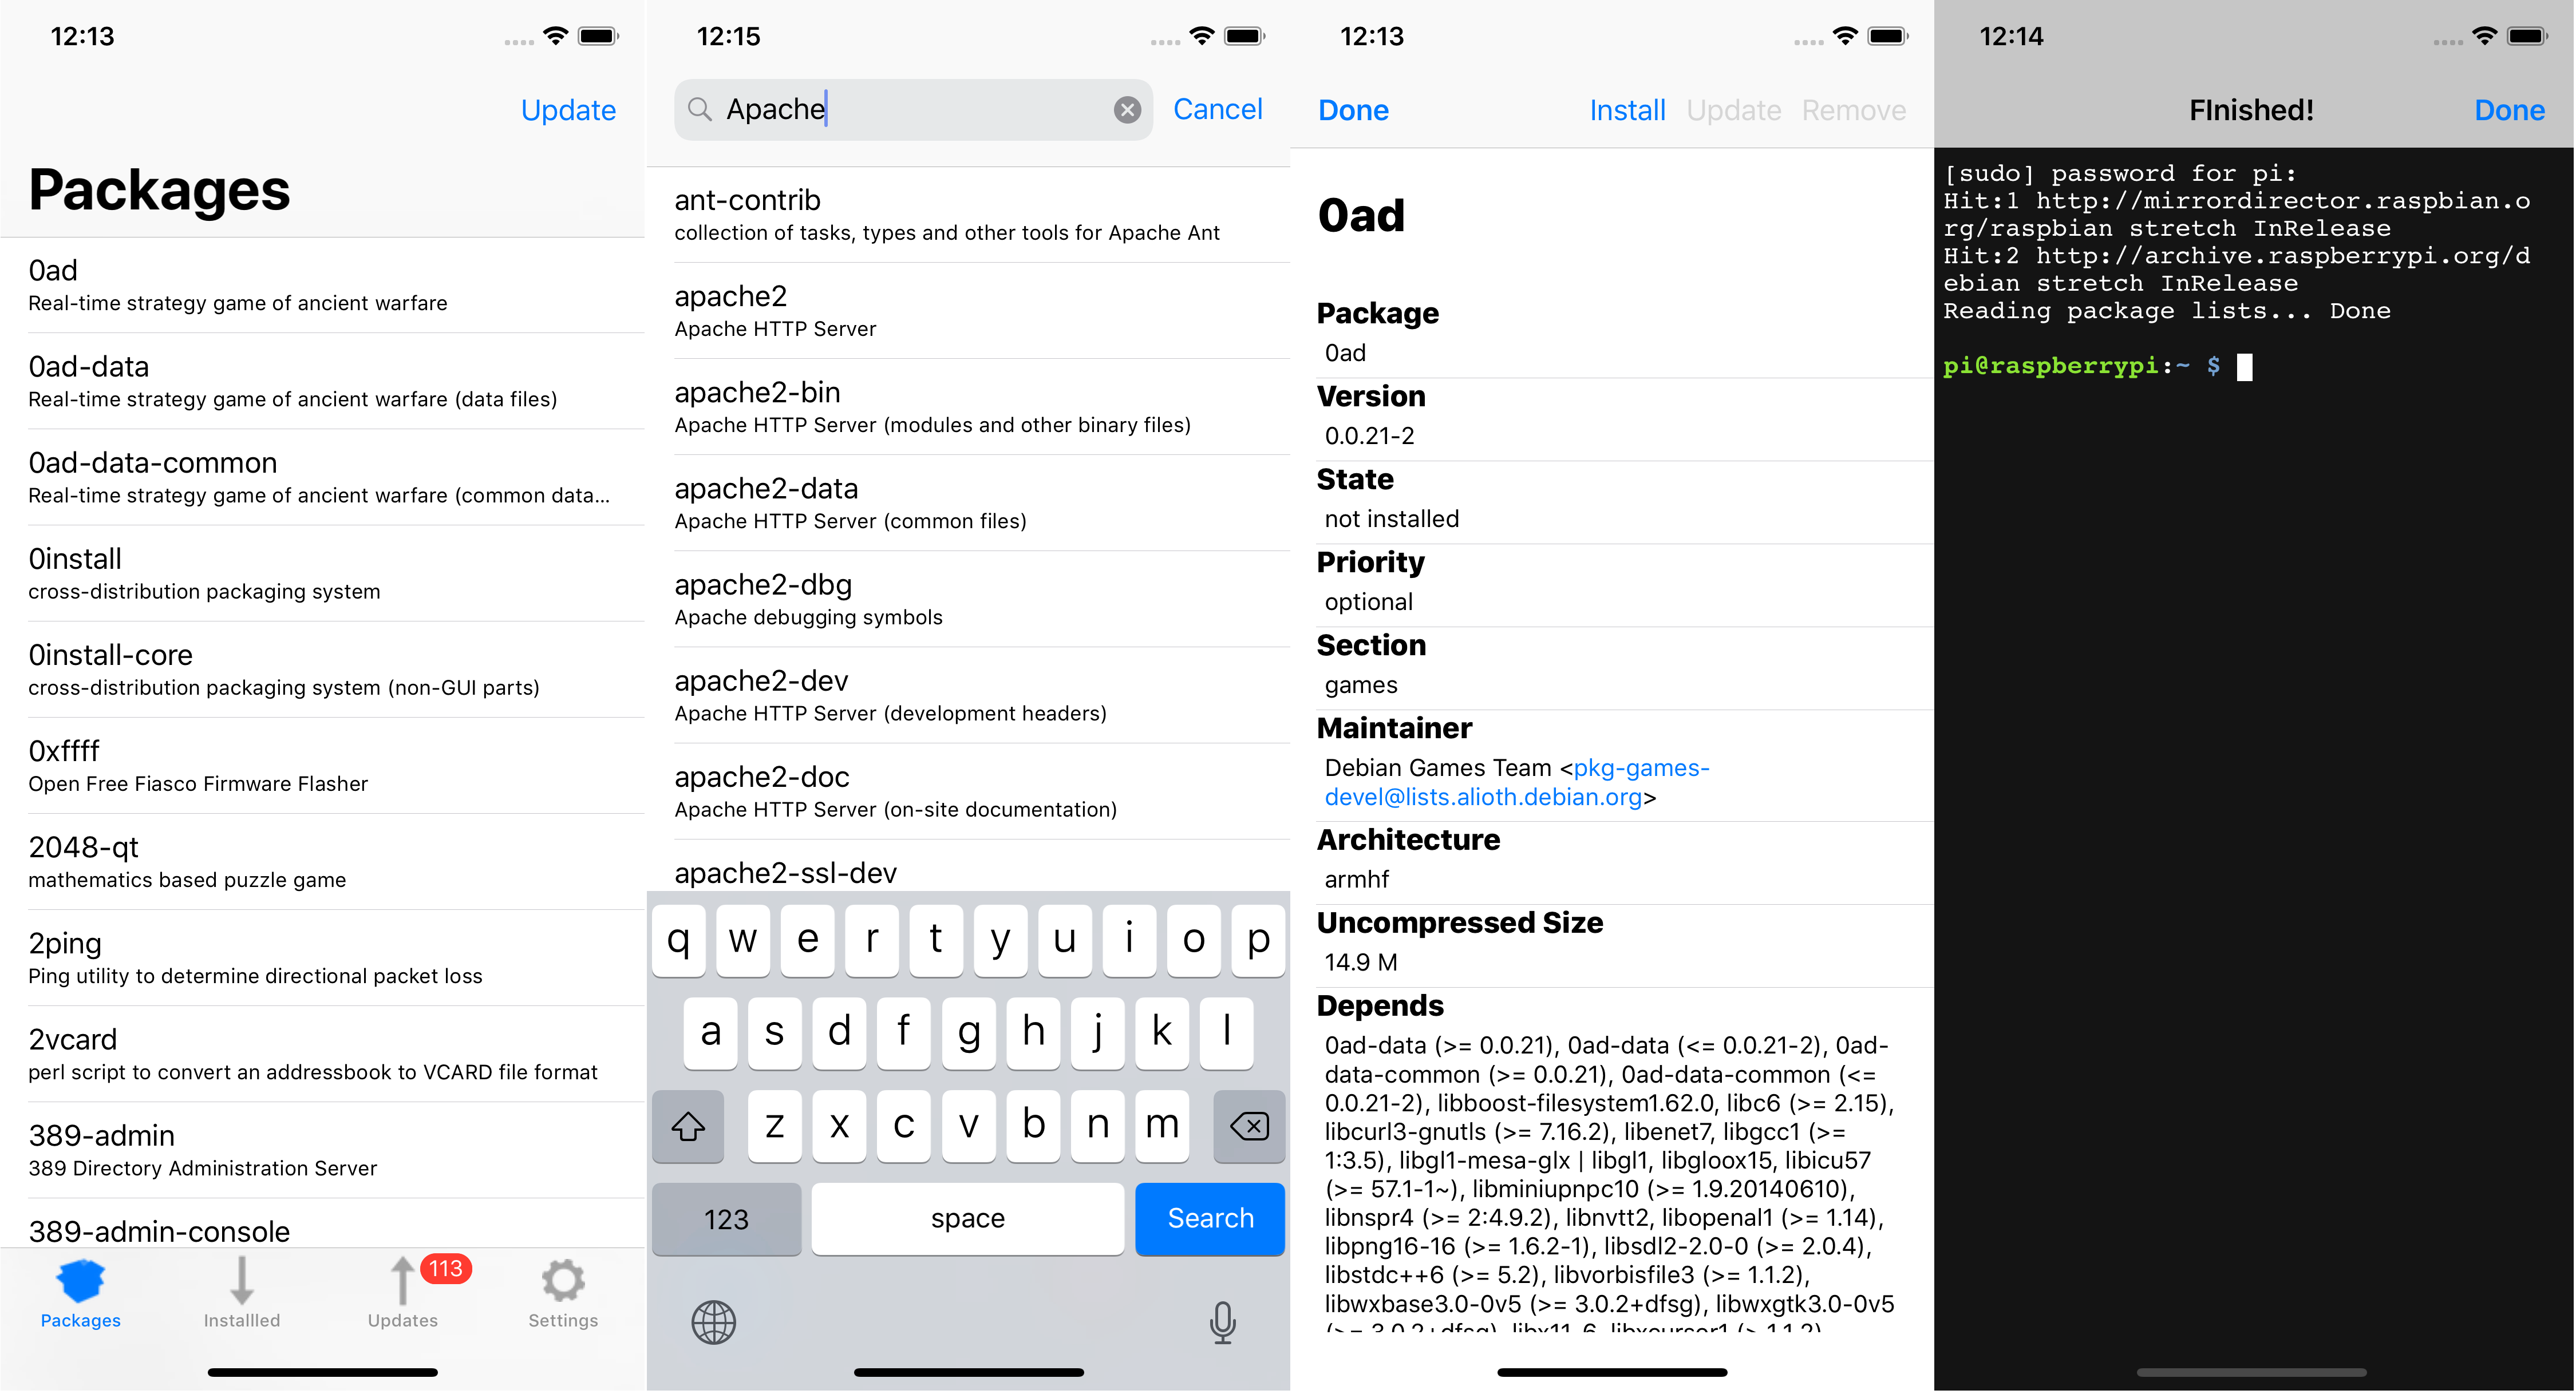 12:13
Update
Packages
0ad
Real-time strategy game of ancient warfare
0ad-data
Real-time strategy game of ancient warfare (data files)
0ad-data-common
Real-time strategy game of ancient warfare (common data...
0install
cross-distribution packaging system
0install-core
cross-distribution packaging system (non-GUI parts)
0xffff
Open Free Fiasco Firmware Flasher
2048-qt
mathematics based puzzle game
2ping
Ping utility to determine directional packet loss
2vcard
perl script to convert an addressbook to VCARD file format
389-admin
389 Directory Administration Server
389-admin-console
113
Packages Installled Updates Settings
12:15
Apache Cancel
ant-contrib
collection of tasks, types and other tools for Apache Ant
apache2
Apache HTTP Server
apache2-bin
Apache HTTP Server (modules and other binary files)
apache2-data
Apache HTTP Server (common files)
apache2-dbg
Apache debugging symbols
apache2-dev
Apache HTTP Server (development headers)
apache2-doc
Apache HTTP Server (on-site documentation)
apache2-ssl-dev
q w e r t y u i o p
a s d f g h j k l
z x c v b n m
123 space Search
12:13
Done Install Update Remove
0ad
Package
0ad
Version
0.0.21-2
State
not installed
Priority
optional
Section
games
Maintainer
Debian Games Team <pkg-games-
devel@lists.alioth.debian.org>
Architecture
armhf
Uncompressed Size
14.9 M
Depends
0ad-data (>= 0.0.21), 0ad-data (<= 0.0.21-2), 0ad-
data-common (>= 0.0.21), 0ad-data-common (<=
0.0.21-2), libboost-filesystem1.62.0, libc6 (>= 2.15),
libcurl3-gnutls (>= 7.16.2), libenet7, libgcc1 (>=
1:3.5), libgl1-mesa-glx | libgl1, libgloox15, libicu57
(>= 57.1-1~), libminiupnpc10 (>= 1.9.20140610),
libnspr4 (>= 2:4.9.2), libnvtt2, libopenal1 (>= 1.14),
libpng16-16 (>= 1.6.2-1), libsdl2-2.0-0 (>= 2.0.4),
libstdc++6 (>= 5.2), libvorbisfile3 (>= 1.1.2),
libwxbase3.0-0v5 (>= 3.0.2+dfsg), libwxgtk3.0-0v5
(>= 3.0.2+dfsg), libx11-6, libxcursor1
12:14
FInished! Done
[sudo] password for pi:
Hit:1 http://mirrordirector.raspbian.o
rg/raspbian stretch InRelease
Hit:2 http://archive.raspberrypi.org/d
ebian stretch InRelease
Reading package lists... Done
pi@raspberrypi:~ $